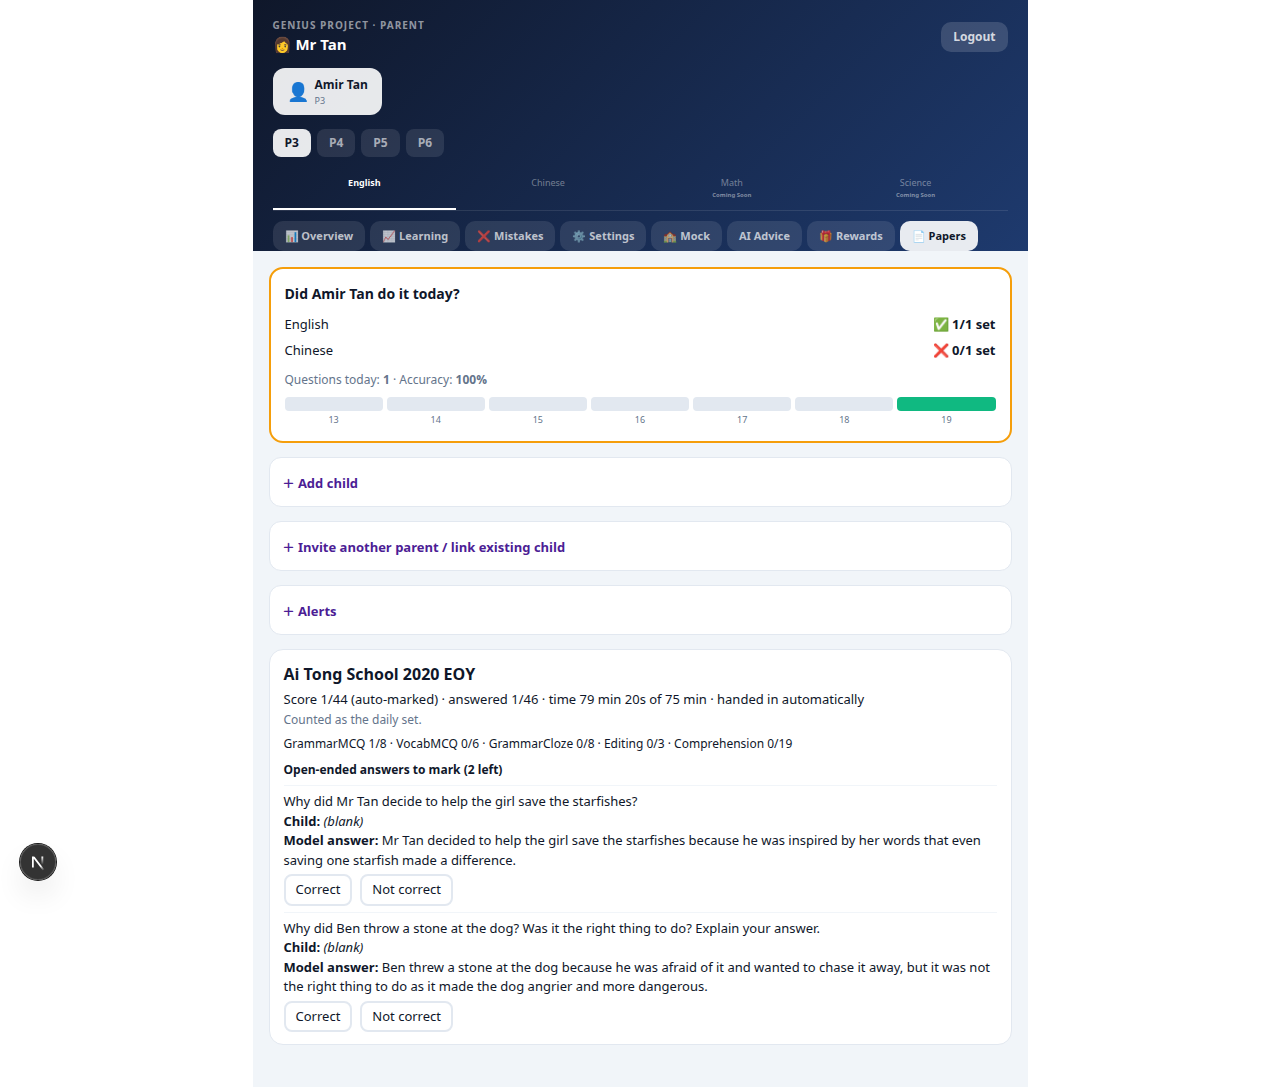 GENIUS PROJECT · PARENT
👩 Mr Tan
Logout
👤 Amir Tan
P3
P3 P4 P5 P6
English Chinese Math Science
Coming Soon Coming Soon
📊 Overview 📈 Learning ❌ Mistakes ⚙️ Settings 🏫 Mock AI Advice 🎁 Rewards 📄 Papers
Did Amir Tan do it today?
English ✅ 1/1 set
Chinese ❌ 0/1 set
Questions today: 1 · Accuracy: 100%
13 14 15 16 17 18 19
+ Add child
+ Invite another parent / link existing child
+ Alerts
Ai Tong School 2020 EOY
Score 1/44 (auto-marked) · answered 1/46 · time 79 min 20s of 75 min · handed in automatically
Counted as the daily set.
GrammarMCQ 1/8 · VocabMCQ 0/6 · GrammarCloze 0/8 · Editing 0/3 · Comprehension 0/19
Open-ended answers to mark (2 left)
Why did Mr Tan decide to help the girl save the starfishes?
Child: (blank)
Model answer: Mr Tan decided to help the girl save the starfishes because he was inspired by her words that even
saving one starfish made a difference.
Correct Not correct
Why did Ben throw a stone at the dog? Was it the right thing to do? Explain your answer.
Child: (blank)
Model answer: Ben threw a stone at the dog because he was afraid of it and wanted to chase it away, but it was not
the right thing to do as it made the dog angrier and more dangerous.
Correct Not correct
N